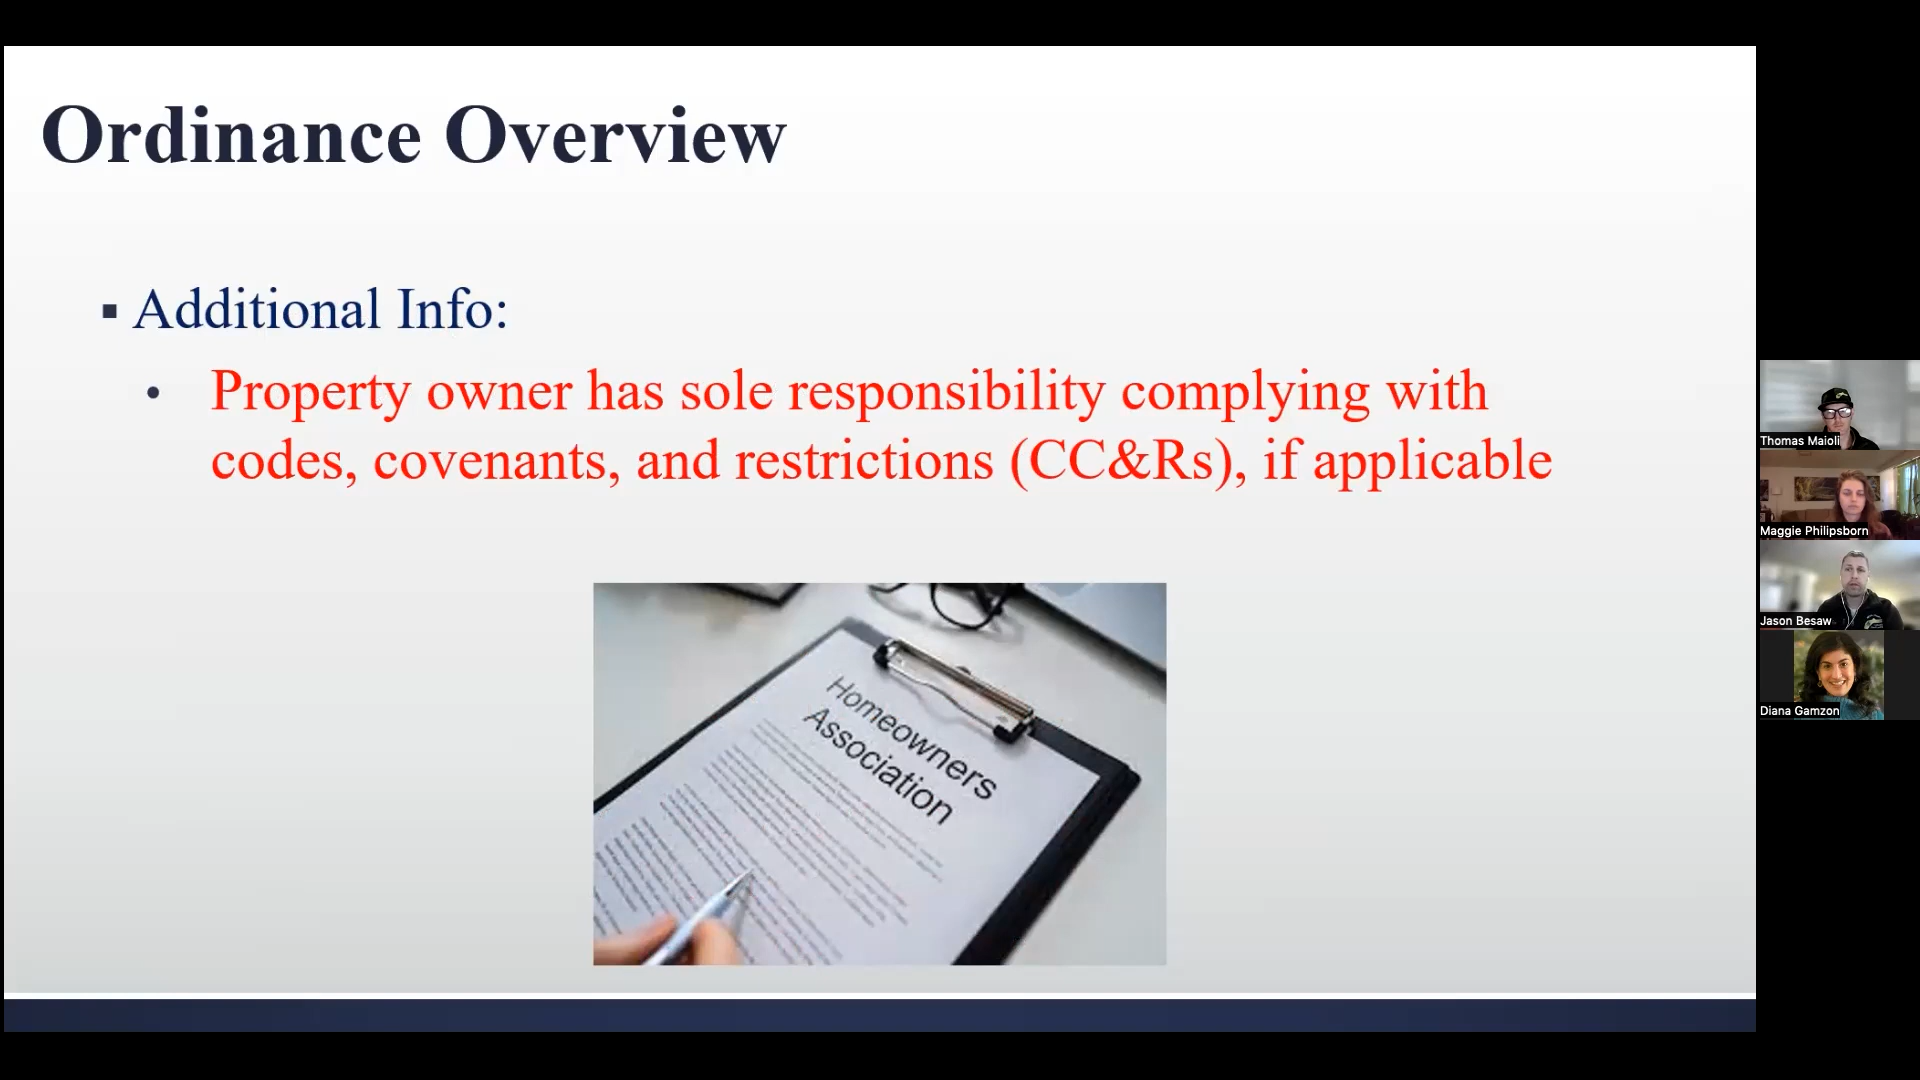 Ordinance Overview
▪ Additional Info:
• Property owner has sole responsibility complying with
codes, covenants, and restrictions (CC&Rs), if applicable
Homeowners
Association
Thomas Maioli
Maggie Philipsborn
Jason Besaw
Diana Gamzon